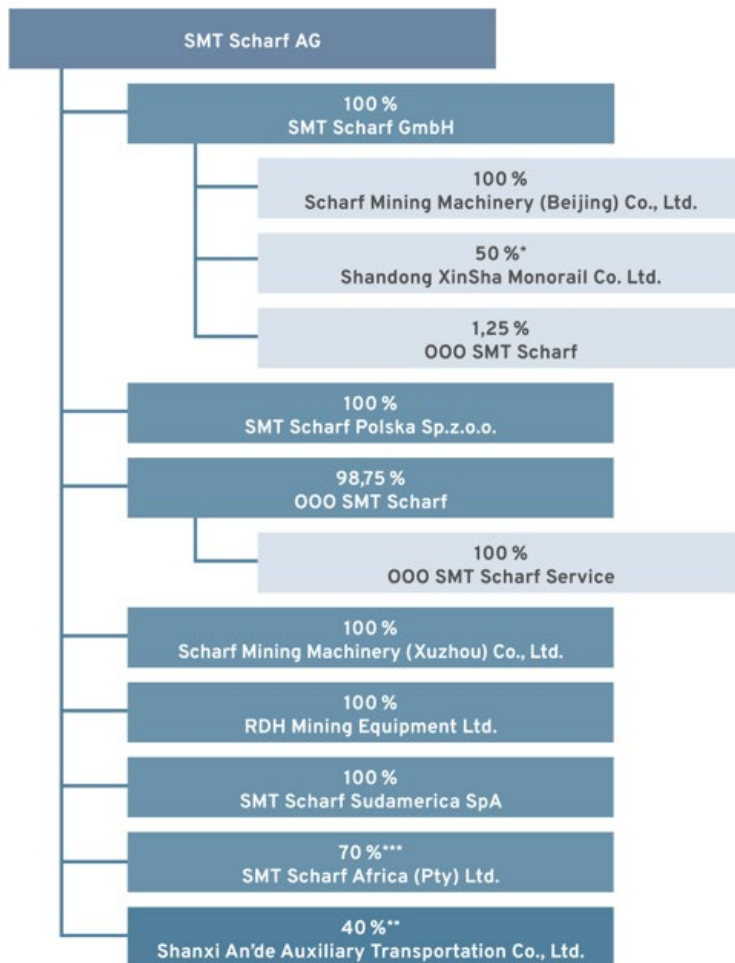 SMT Scharf AG
100 %
SMT Scharf GmbH
100 %
Scharf Mining Machinery (Beijing) Co., Ltd.
50 %*
Shandong XinSha Monorail Co. Ltd.
1,25 %
OOO SMT Scharf
100 %
SMT Scharf Polska Sp.z.o.o.
98,75 %
OOO SMT Scharf
100 %
OOO SMT Scharf Service
100 %
Scharf Mining Machinery (Xuzhou) Co., Ltd.
100 %
RDH Mining Equipment Ltd.
100 %
SMT Scharf Sudamerica SpA
70 %***
SMT Scharf Africa (Pty) Ltd.
40 %**
Shanxi An'de Auxiliary Transportation Co., Ltd.